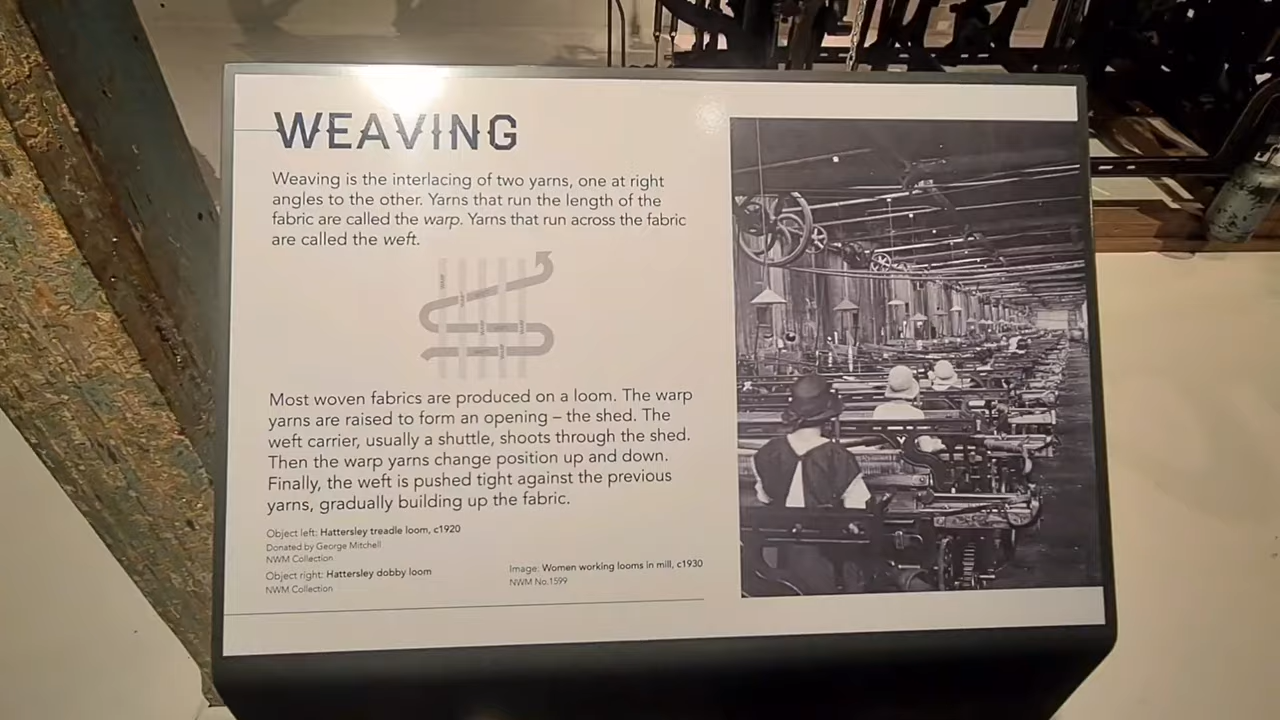 WEAVING
Weaving is the interlacing of two yarns, one at right
angles to the other. Yarns that run the length of the
fabric are called the warp. Yarns that run across the fabric
are called the weft.
Most woven fabrics are produced on a loom. The warp
yarns are raised to form an opening – the shed. The
weft carrier, usually a shuttle, shoots through the shed.
Then the warp yarns change position up and down.
Finally, the weft is pushed tight against the previous
yarns, gradually building up the fabric.
Object left: Hattersley treadle loom, c1920
Donated by George Mitchell
NWM Collection
Object right: Hattersley dobby loom
NWM Collection
Image: Women working looms in mill, c1930
NWM No.1599